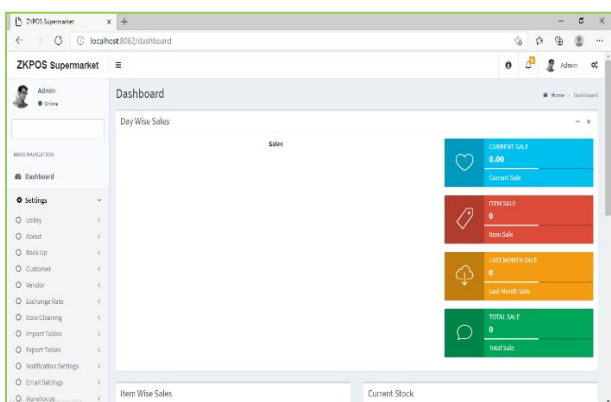 ZKPOS Supermarket
localhost:8082/dashboard
ZKPOS Supermarket
Admin
Admin
Online
Dashboard
Home
Dashboard
Day Wise Sales
Sales
CURRENT SALE
0.00
Current Sale
ITEM SALE
0
Item Sale
LAST MONTH SALE
0
Last Month Sale
TOTAL SALE
0
Total Sale
MAIN NAVIGATION
Dashboard
Settings
Utility
About
Back Up
Customer
Vendor
Exchange Rate
Data Cleaning
Import Tables
Export Tables
Notification Settings
Email Settings
Warehouse
Item Wise Sales
Current Stock